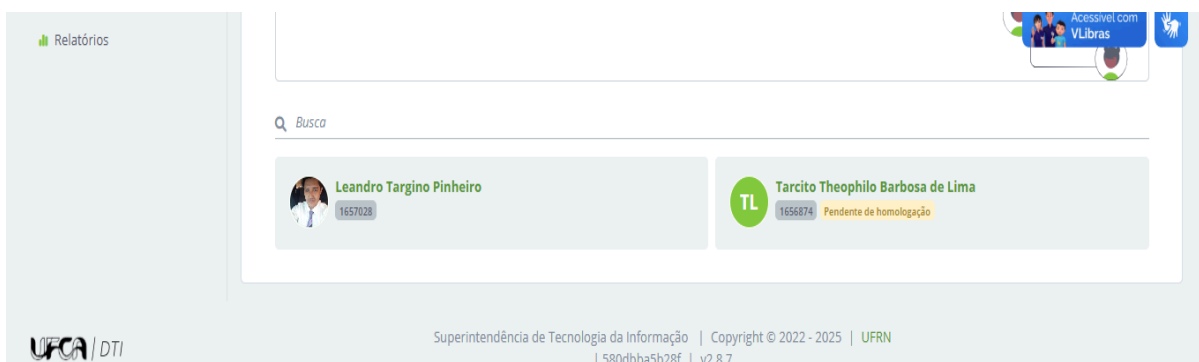 Relatórios
Acessível com
VLibras
Busca
Leandro Targino Pinheiro
1657028
TL
Tarcito Theophilo Barbosa de Lima
1656874 Pendente de homologação
UFCA | DTI
Superintendência de Tecnologia da Informação | Copyright © 2022 - 2025 | UFRN
| 580dbba5b28f | v2.8.7